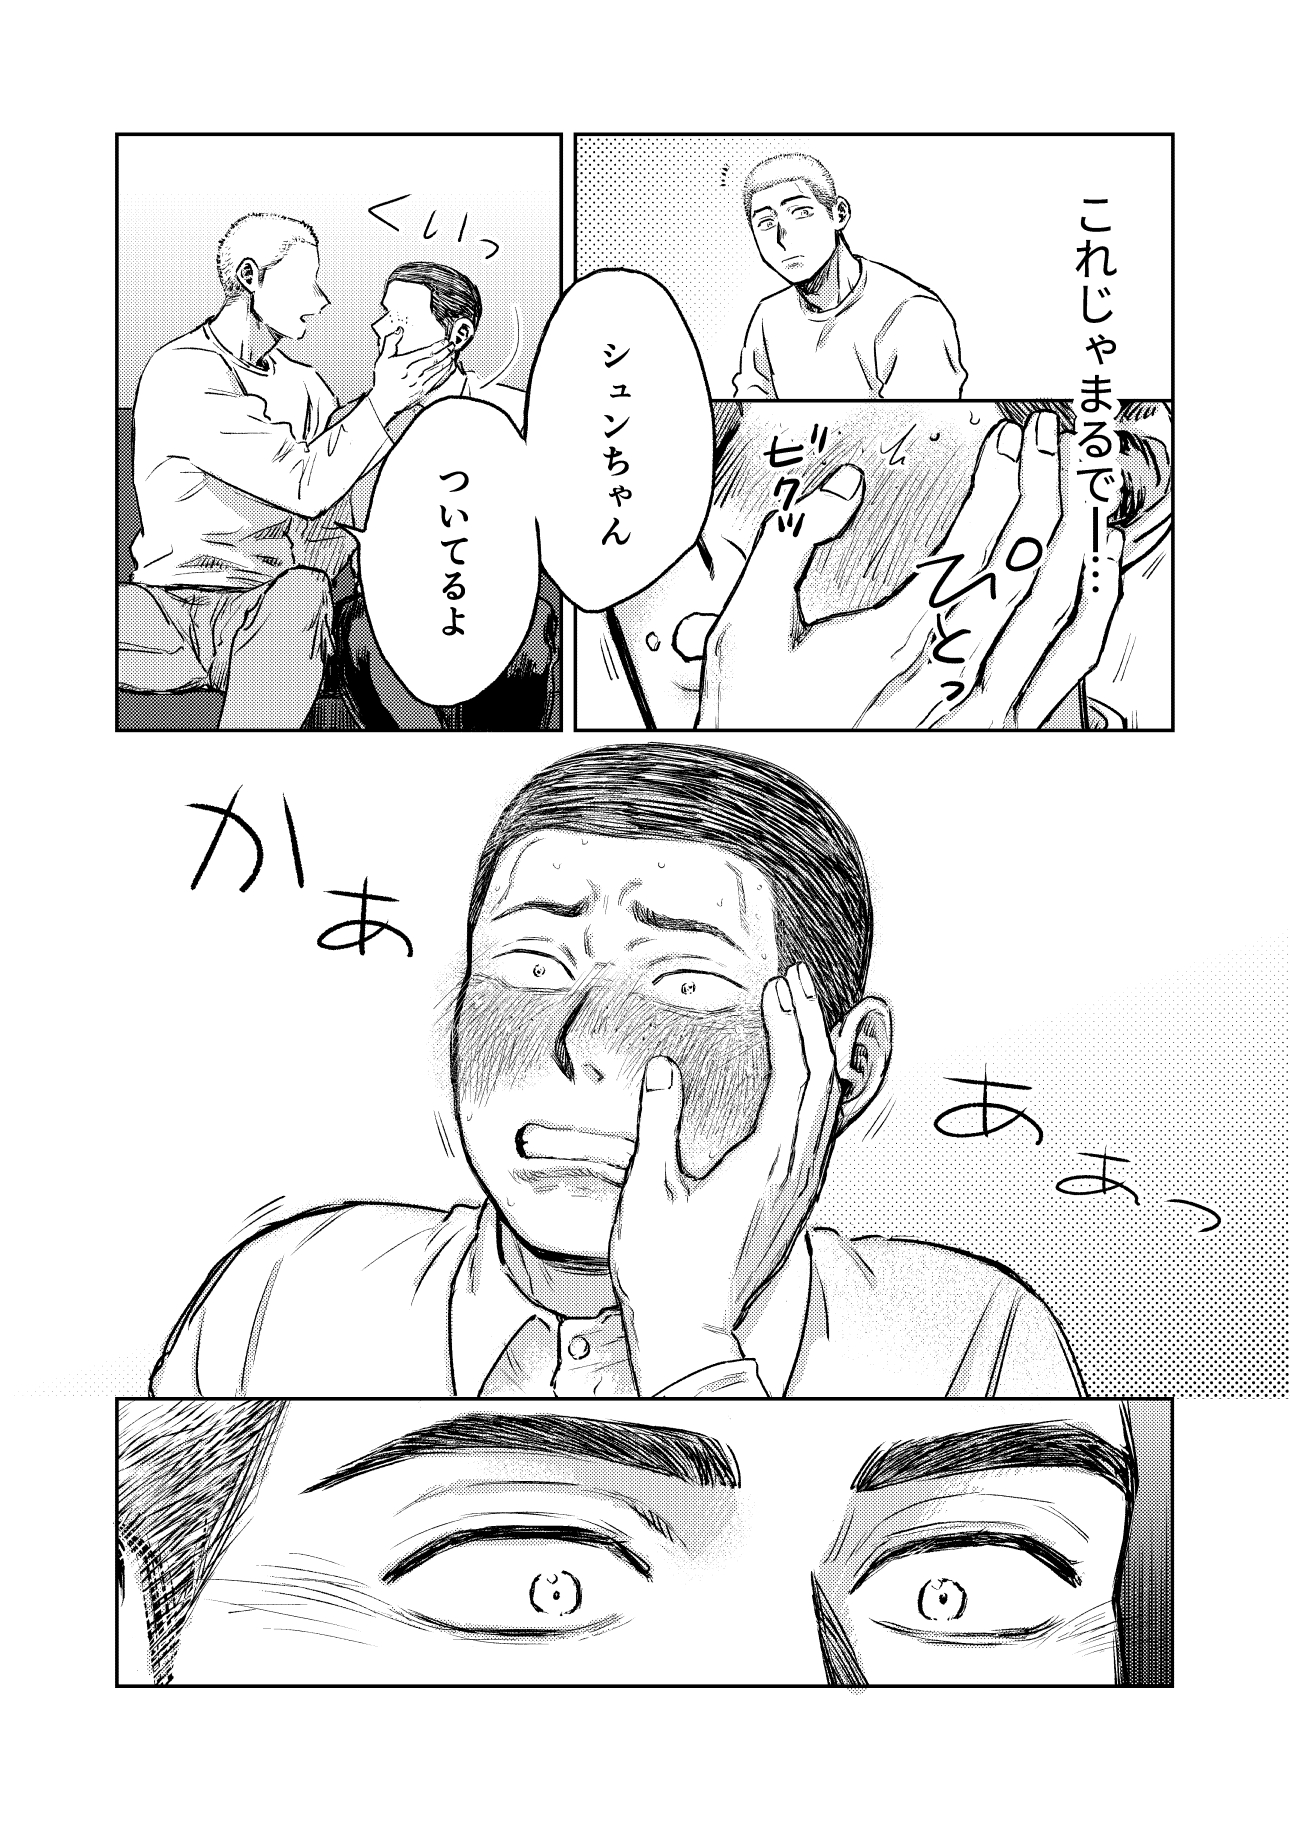 これじゃまるでー…
ビクッ
ぴとっ
シュンちゃん
ついてるよ
くいっ
かあ
ああっ